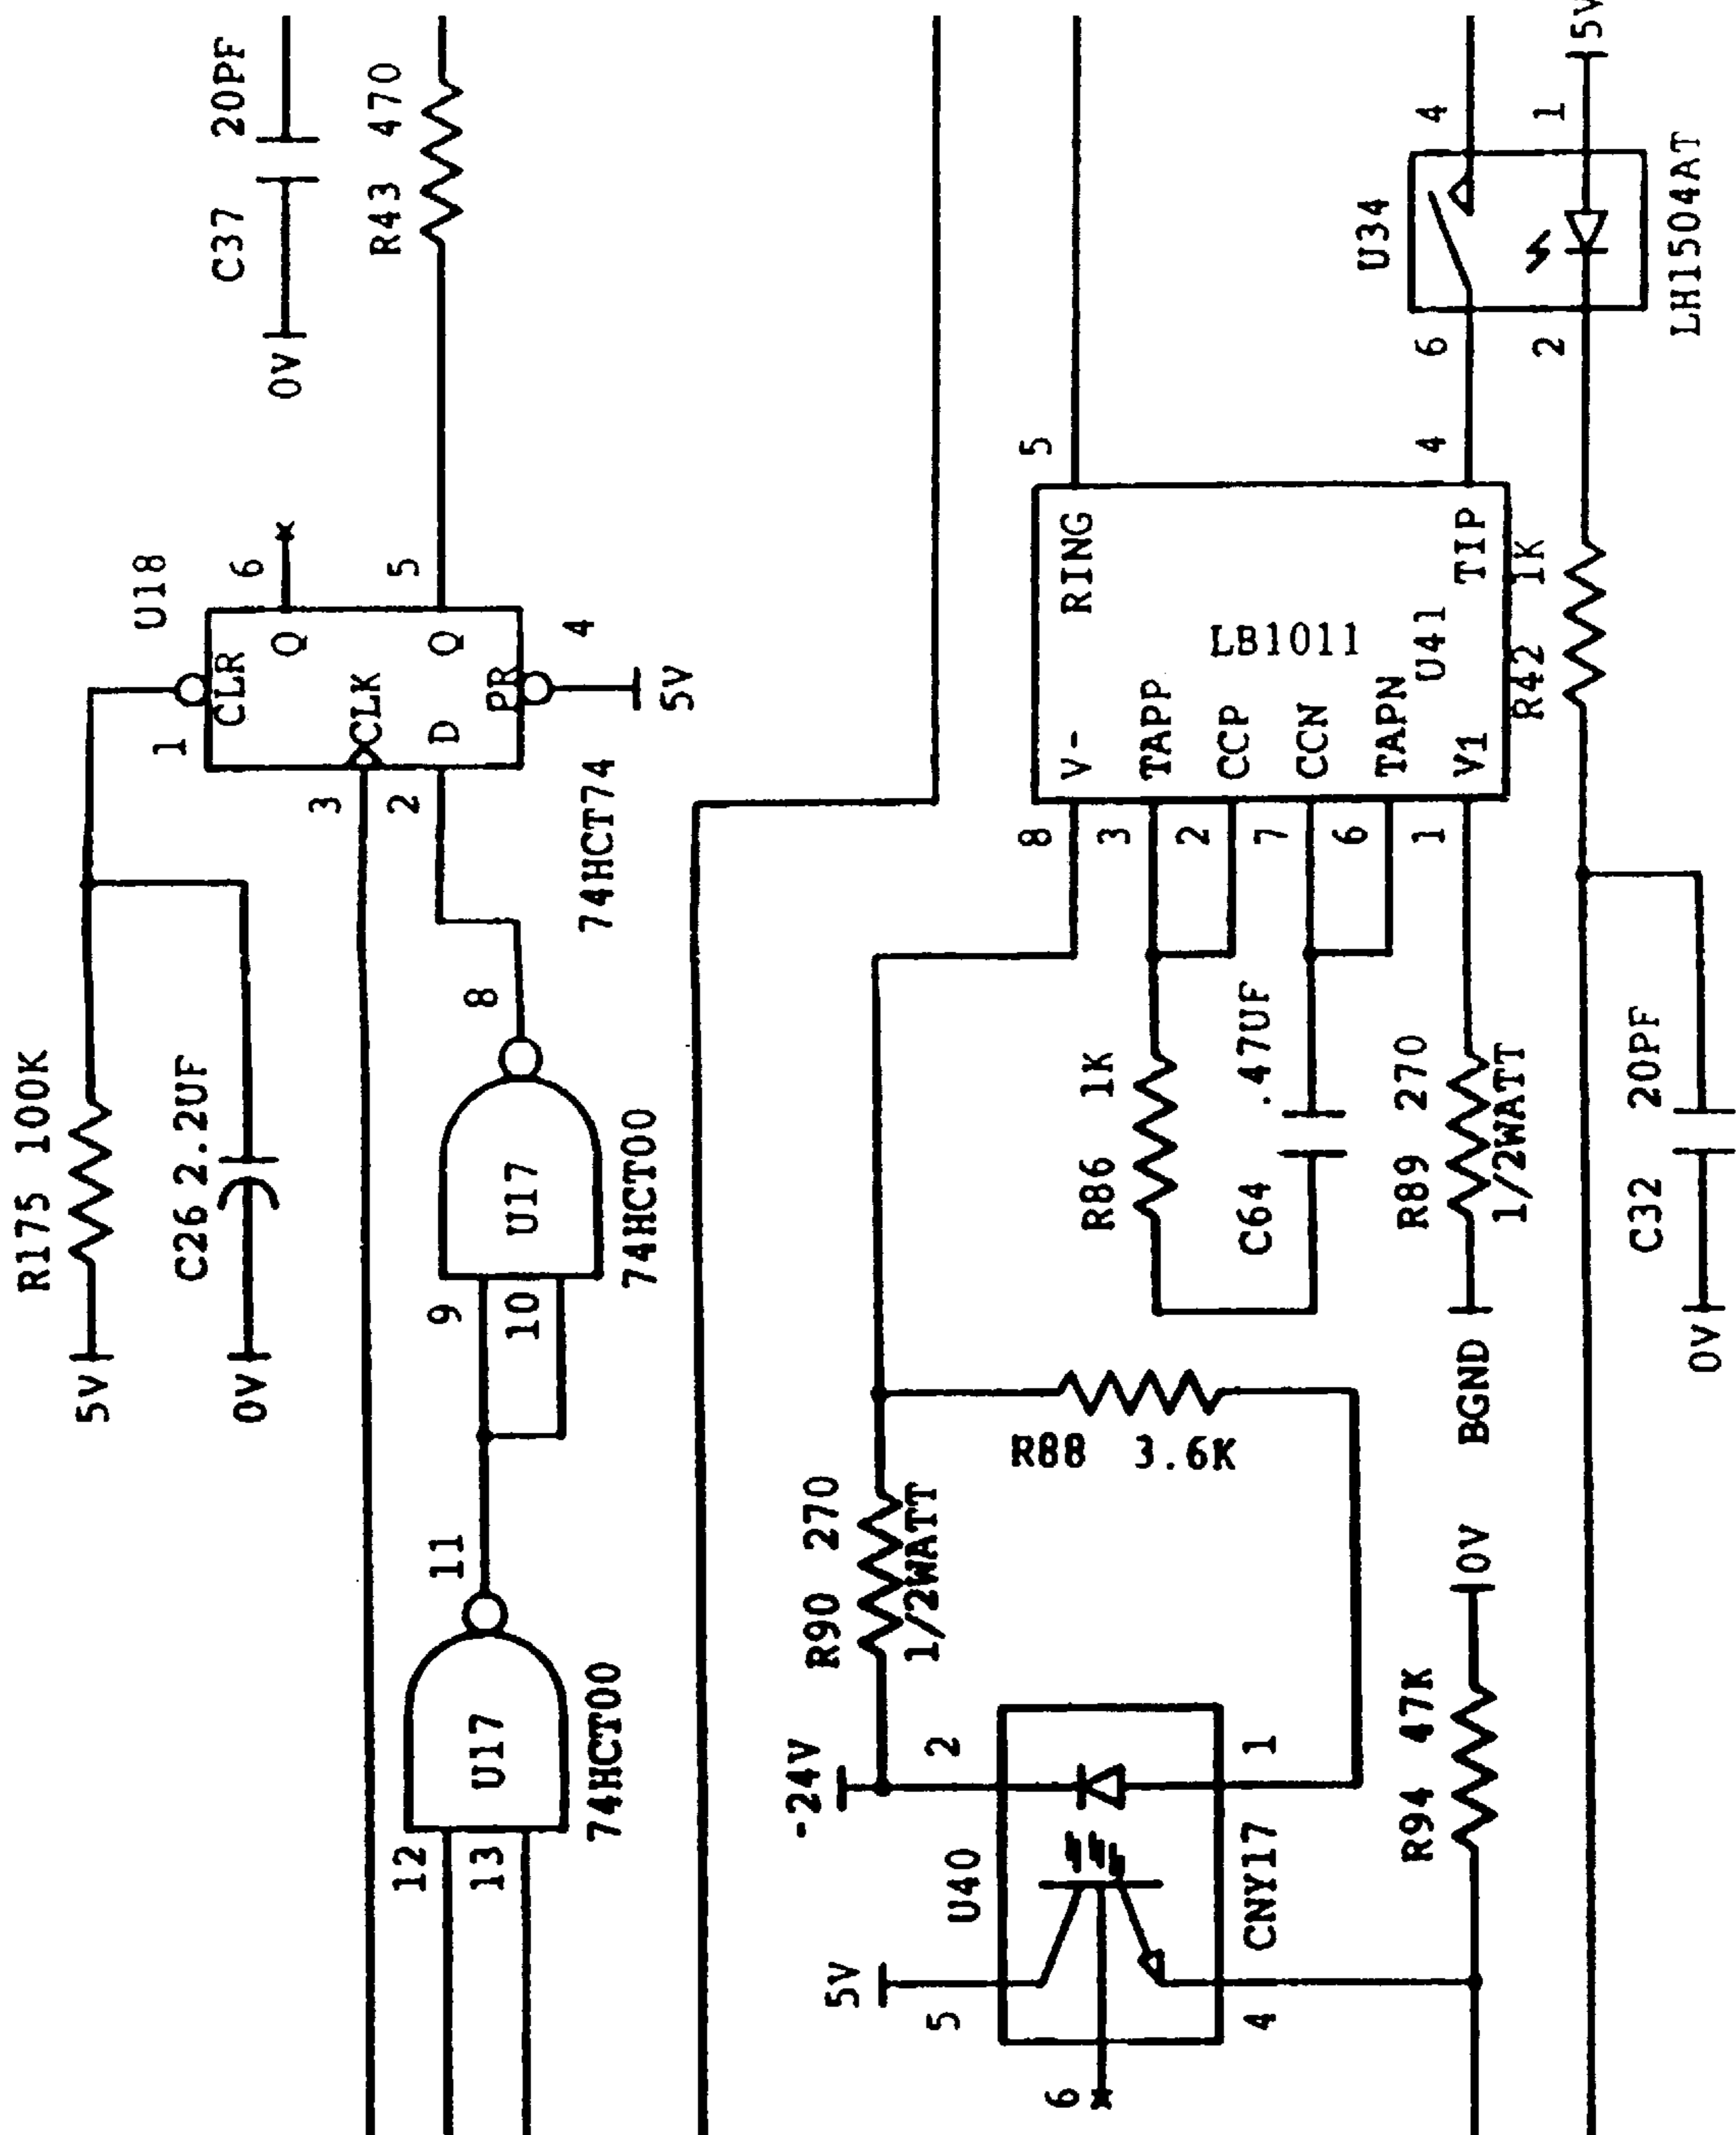 R175 100K
5V
C26 2.2UF
0V
1
U18
CLR
6
Q
CLK
3
2
D
Q
5
PR
4
5V
74HCT74
C37 20PF
0V
R43 470
12
13
U17
11
74HCT00
9
10
U17
8
74HCT00
-24V
R90 270
1/2WATT
2
5V
U40
5
6
4
1
CNY17
R88 3.6K
R94 47K
0V
8
V-
RING
5
3
TAPP
2
CCP
LB1011
7
CCN
6
TAPN
U41
1
V1
TIP
4
R86 1K
C64 .47UF
R89 270
1/2WATT
BGND
R42 1K
C32 20PF
0V
U34
6
4
2
1
5V
LH1504AT